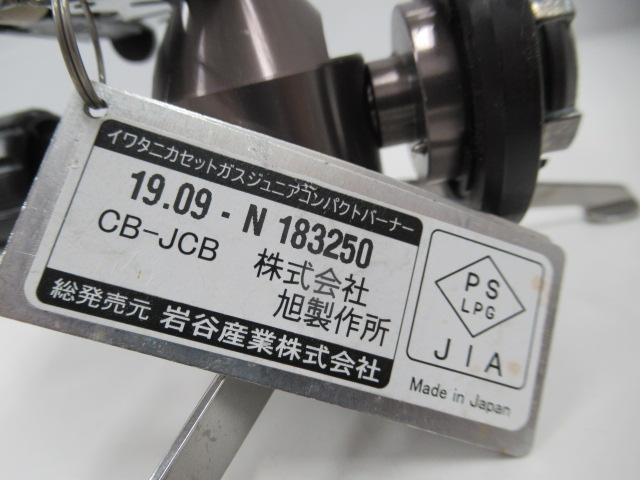 イワタニカセットガスジュニアコンパクトバーナー
19.09 - N 183250
CB-JCB
株式会社
旭製作所
総発売元 岩谷産業株式会社
PS
LPG
JIA
Made in Japan